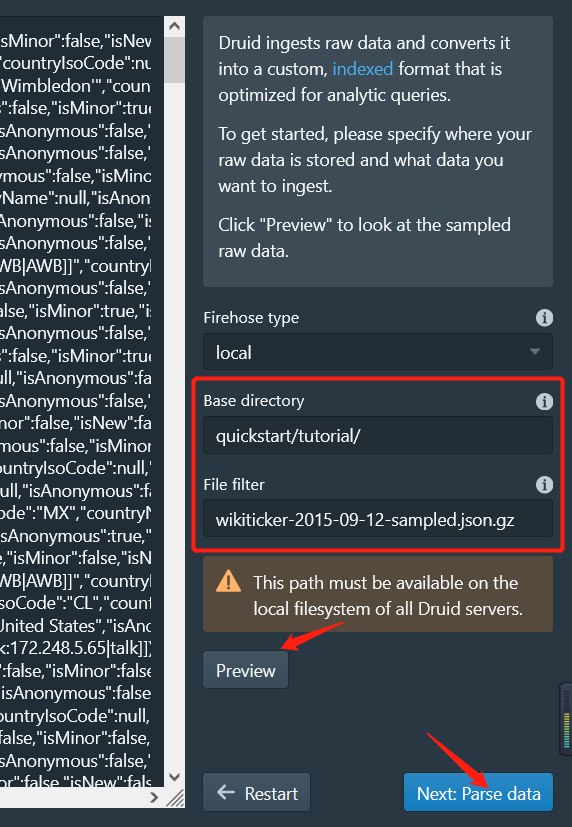 sMinor":false,"isNew
"countryIsoCode":nu
Wimbledon'","coun
s":false,"isMinor":true
sAnonymous":false,"
sAnonymous":false,"
ymous":false,"isMino
yName":null,"isAnon
Anonymous":false,"is
sAnonymous":false,"
WB|AWB]]","country
sAnonymous":false,"
alse,"isMinor":true,"i
sAnonymous":false,"
":false,"isMinor":true
ull,"isAnonymous":fa
sAnonymous":false,"
nor":false,"isNew":fa
mous":false,"isMinor
ountryIsoCode":null,"
ull,"isAnonymous":fa
ode":"MX","countryN
Anonymous":true,"
e,"isMinor":false,"isN
WB|AWB]]","country
soCode":"CL","count
United States","isAno
k:172.248.5.65|talk]])
":false,"isMinor":false
isAnonymous":false
ountryIsoCode":null,
false,"isMinor":false,
sAnonymous":false,"
or":false,"isNew":fals
Druid ingests raw data and converts it
into a custom, indexed format that is
optimized for analytic queries.
To get started, please specify where your
raw data is stored and what data you
want to ingest.
Click "Preview" to look at the sampled
raw data.
Firehose type
local
Base directory
quickstart/tutorial/
File filter
wikiticker-2015-09-12-sampled.json.gz
This path must be available on the
local filesystem of all Druid servers.
Preview
Restart
Next: Parse data